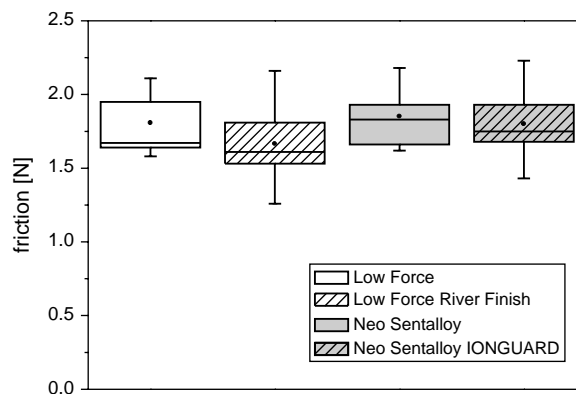 2.5
2.0
1.5
1.0
0.5
0.0
friction [N]
Low Force
Low Force River Finish
Neo Sentalloy
Neo Sentalloy IONGUARD